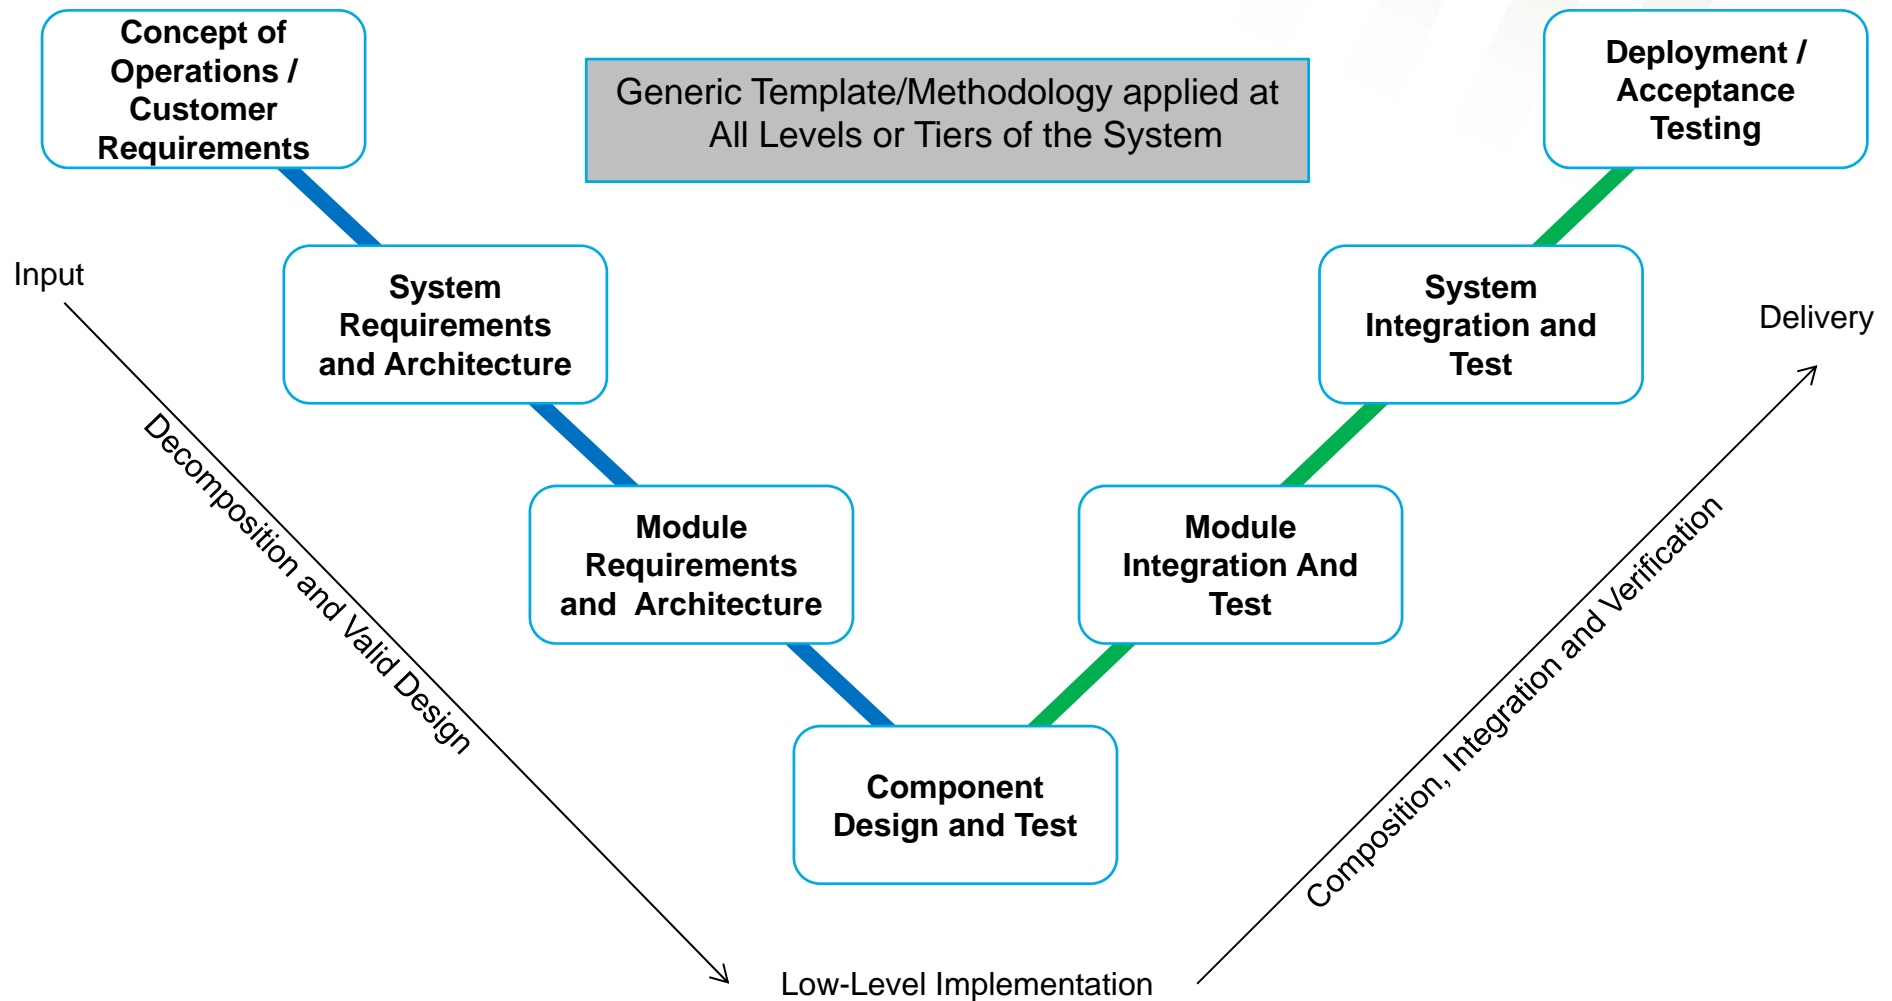 Concept of
Operations /
Customer
Requirements
Generic Template/Methodology applied at
All Levels or Tiers of the System
Deployment /
Acceptance
Testing
Input
System
Requirements
and Architecture
System
Integration and
Test
Delivery
Decomposition and Valid Design
Module
Requirements
and  Architecture
Module
Integration And
Test
Composition, Integration and Verification
Component
Design and Test
Low-Level Implementation